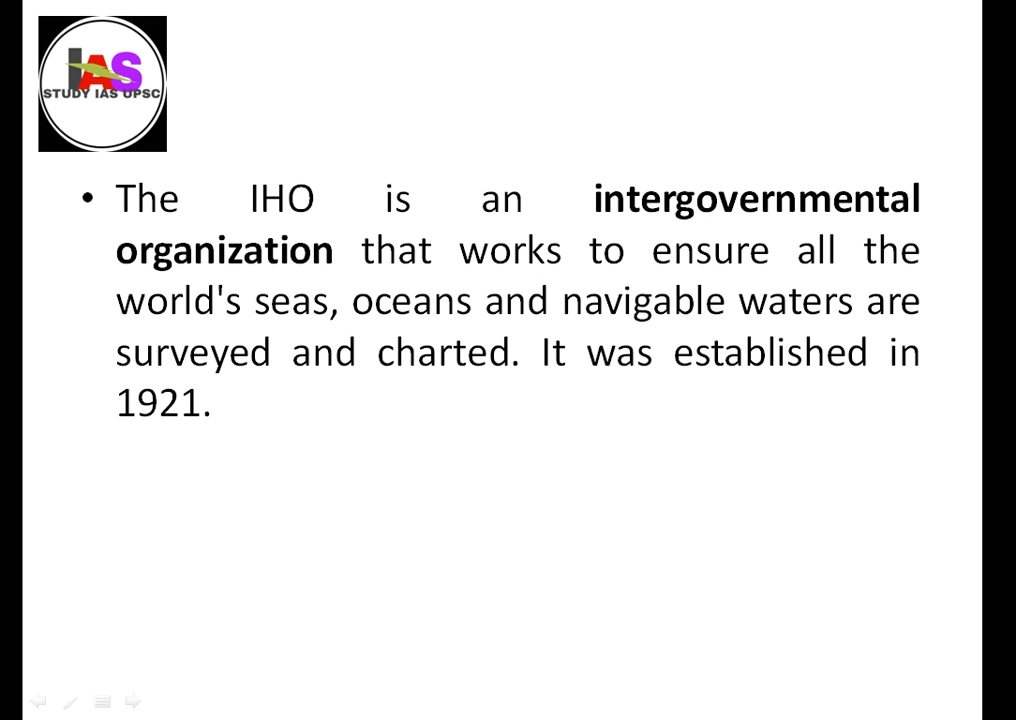 IAS
STUDY IAS UPSC
• The IHO is an intergovernmental
organization that works to ensure all the
world's seas, oceans and navigable waters are
surveyed and charted. It was established in
1921.